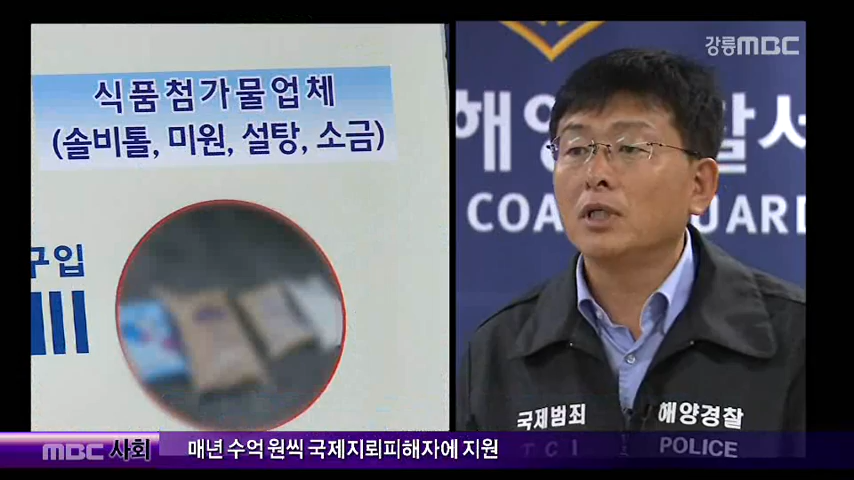 강릉MBC
식품첨가물업체
(솔비톨, 미원, 설탕, 소금)
구입
해양
찰서
COA
UARD
국제범죄
해양경찰
POLICE
MBC 사회
매년 수억 원씩 국제지뢰피해자에 지원